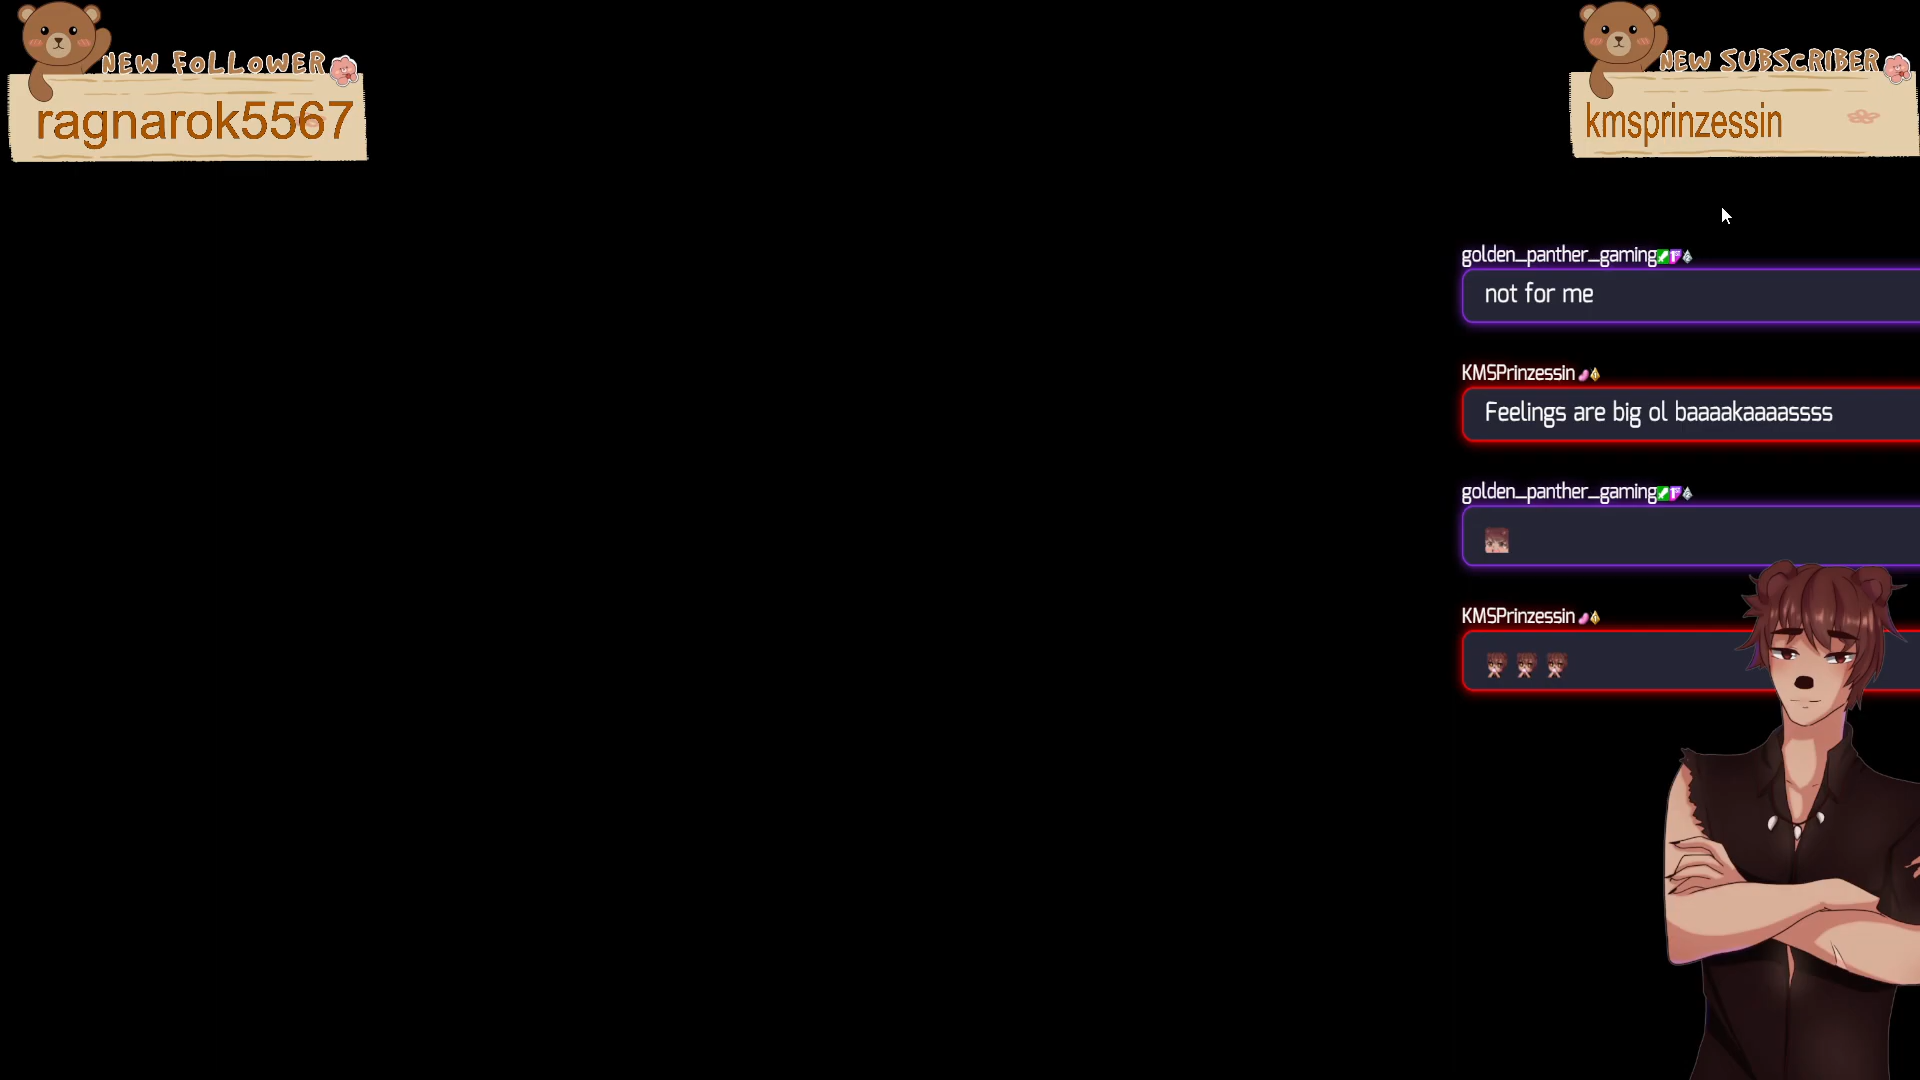 NEW FOLLOWER
ragnarok5567
NEW SUBSCRIBER
kmsprinzessin
golden_panther_gaming
not for me
KMSPrinzessin
Feelings are big ol baaaakaaaassss
golden_panther_gaming
KMSPrinzessin